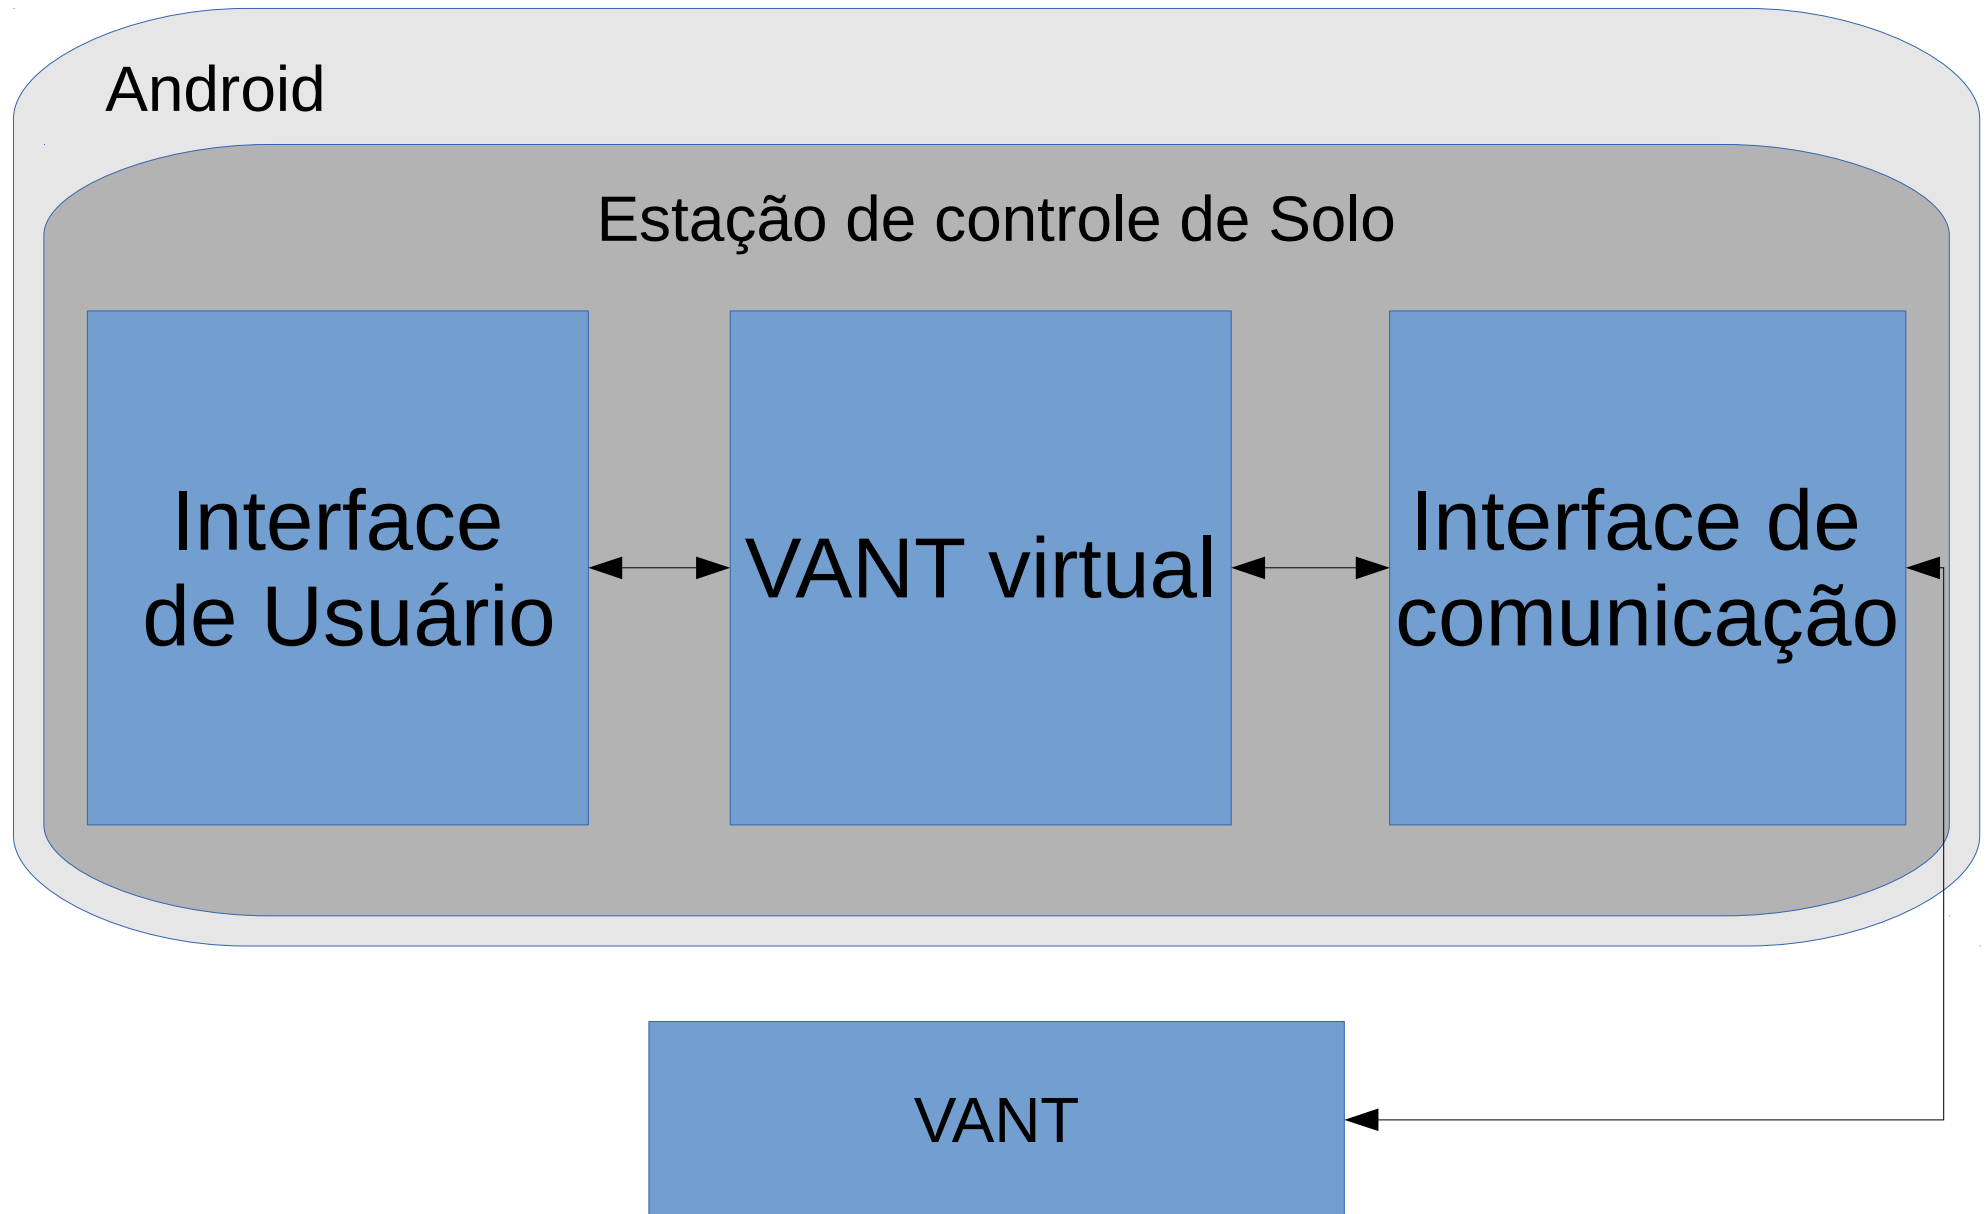 Android
Estação de controle de Solo
Interface
de Usuário
VANT virtual
Interface de
comunicação
VANT